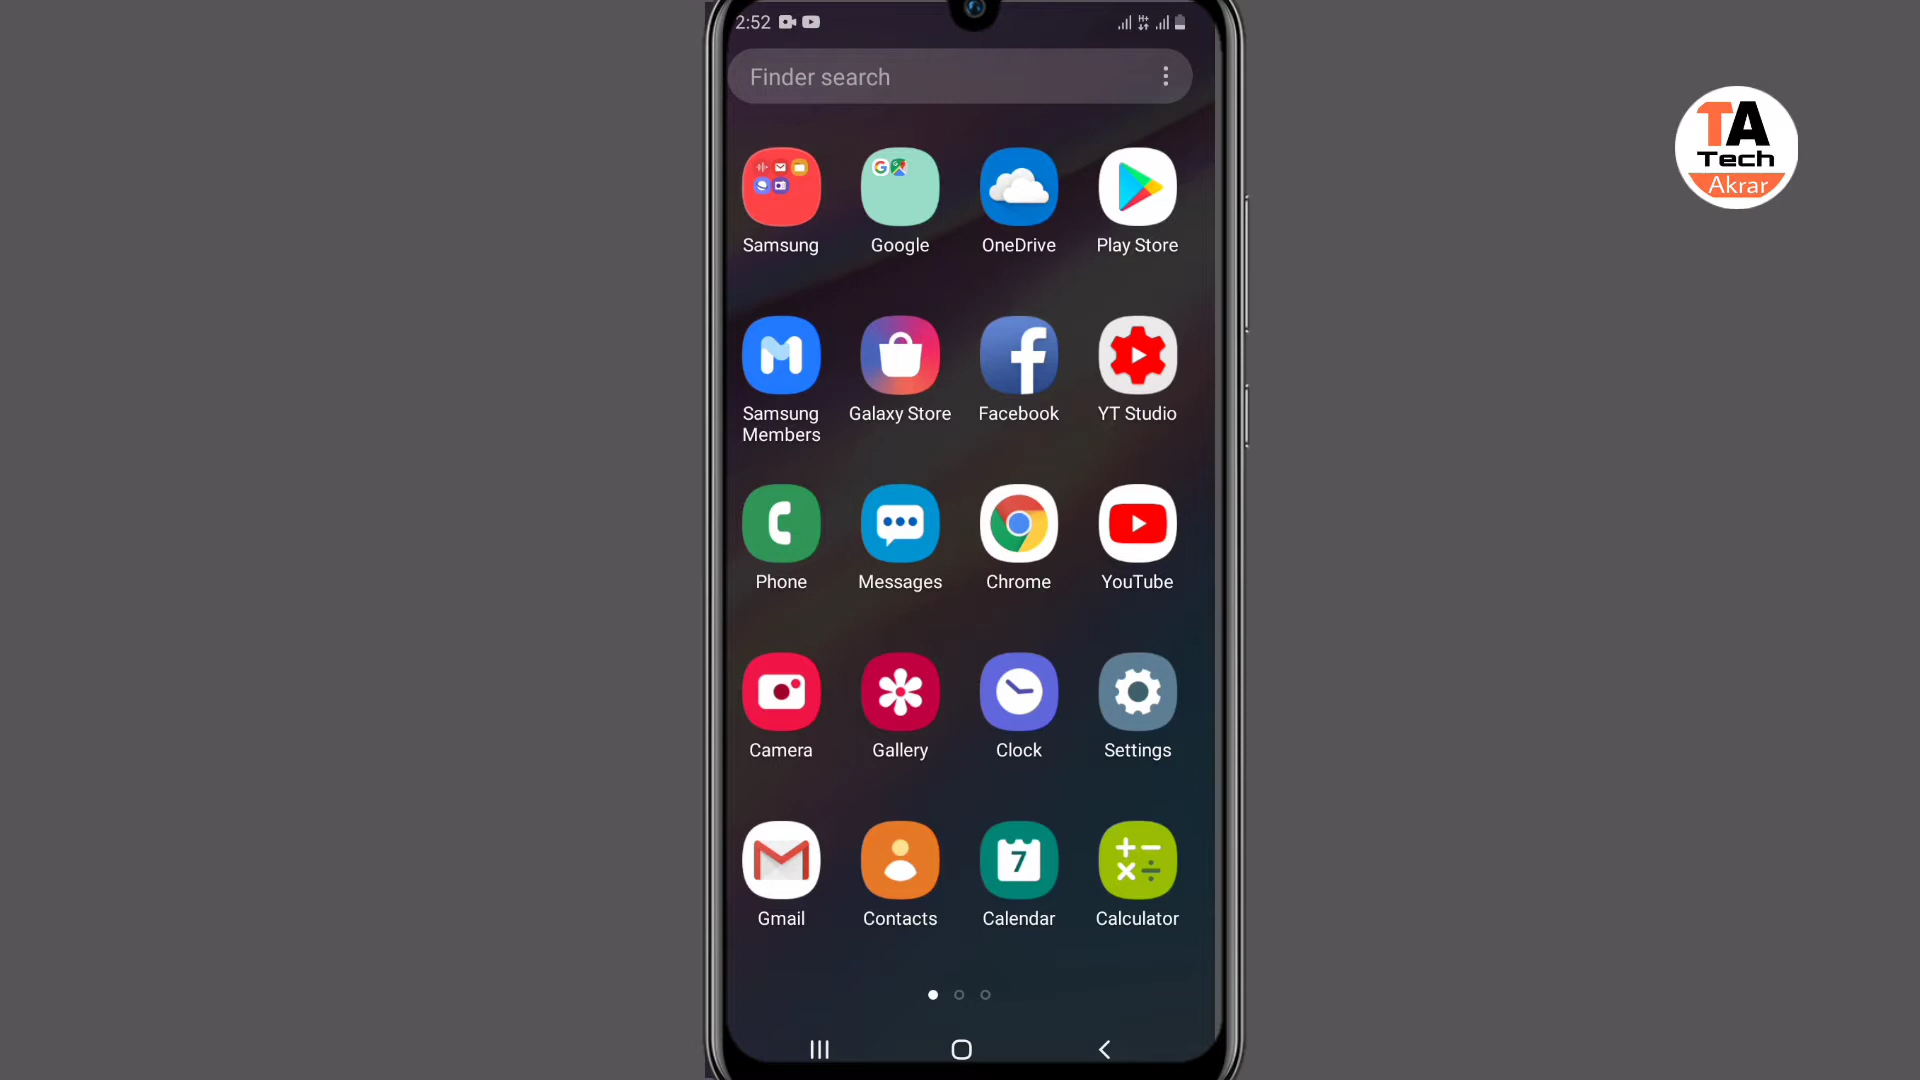 2:52
Finder search
TA
Tech
Akrar
Samsung
Google
OneDrive
Play Store
Samsung
Members
Galaxy Store
Facebook
YT Studio
Phone
Messages
Chrome
YouTube
Camera
Gallery
Clock
Settings
7
Gmail
Contacts
Calendar
Calculator